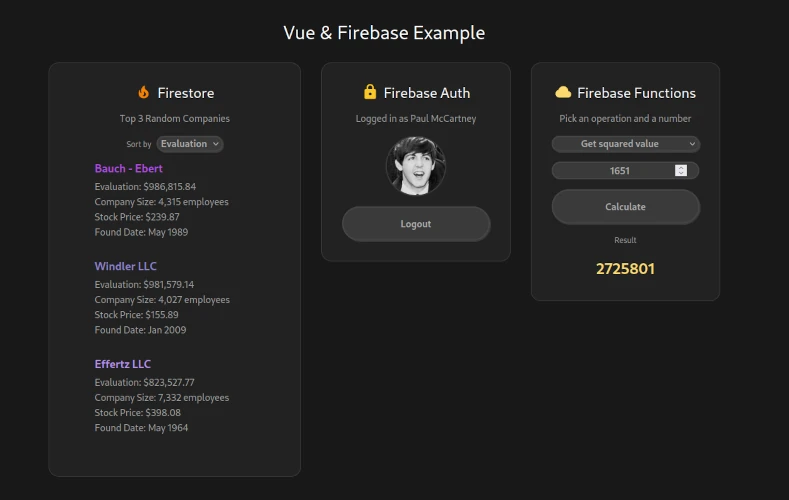 Vue & Firebase Example
Firestore
Top 3 Random Companies
Sort by Evaluation
Bauch - Ebert
Evaluation: $986,815.84
Company Size: 4,315 employees
Stock Price: $239.87
Found Date: May 1989
Windler LLC
Evaluation: $981,579.14
Company Size: 4,027 employees
Stock Price: $155.89
Found Date: Jan 2009
Effertz LLC
Evaluation: $823,527.77
Company Size: 7,332 employees
Stock Price: $398.08
Found Date: May 1964
Firebase Auth
Logged in as Paul McCartney
Logout
Firebase Functions
Pick an operation and a number
Get squared value
1651
Calculate
Result
2725801